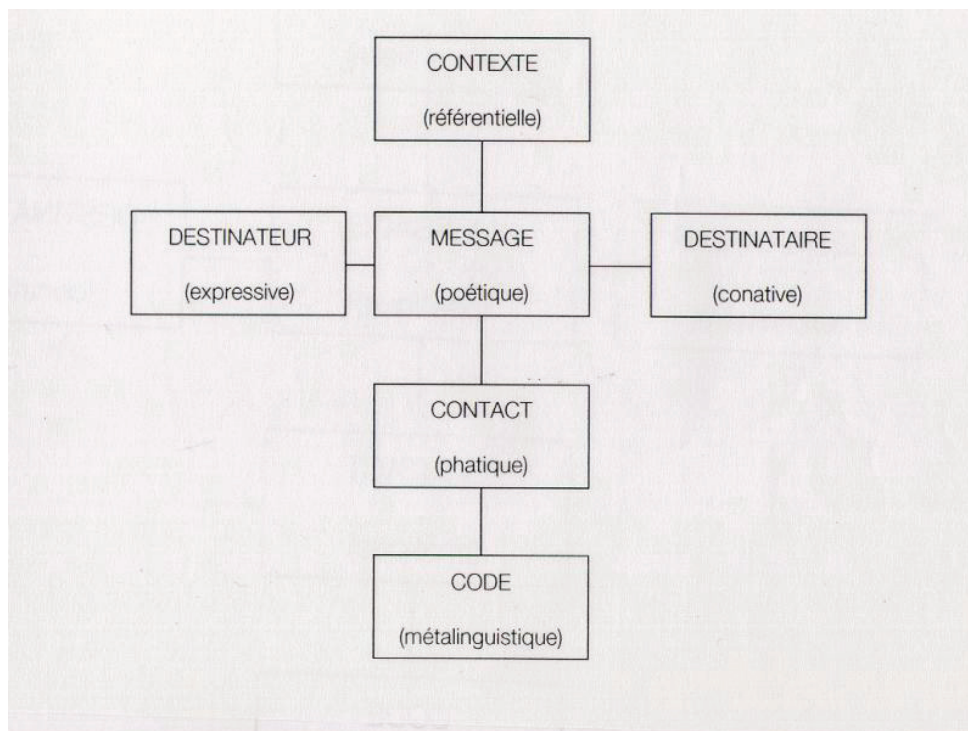 CONTEXTE
(référentielle)
DESTINATEUR
(expressive)
MESSAGE
(poétique)
DESTINATAIRE
(conative)
CONTACT
(phatique)
CODE
(métalinguistique)